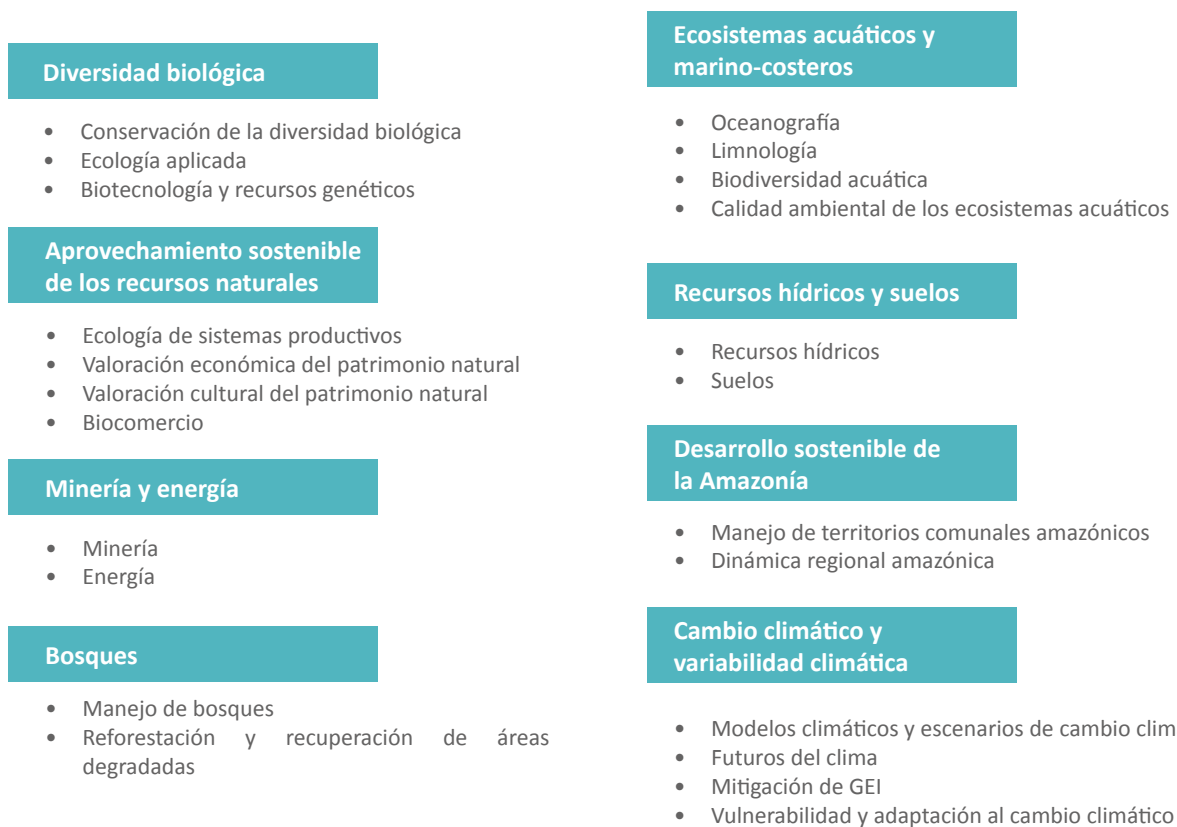 Diversidad biológica
• Conservación de la diversidad biológica
• Ecología aplicada
• Biotecnología y recursos genéticos
Aprovechamiento sostenible
de los recursos naturales
• Ecología de sistemas productivos
• Valoración económica del patrimonio natural
• Valoración cultural del patrimonio natural
• Biocomercio
Minería y energía
• Minería
• Energía
Bosques
• Manejo de bosques
• Reforestación y recuperación de áreas
degradadas
Ecosistemas acuáticos y
marino-costeros
• Oceanografía
• Limnología
• Biodiversidad acuática
• Calidad ambiental de los ecosistemas acuáticos
Recursos hídricos y suelos
• Recursos hídricos
• Suelos
Desarrollo sostenible de
la Amazonía
• Manejo de territorios comunales amazónicos
• Dinámica regional amazónica
Cambio climático y
variabilidad climática
• Modelos climáticos y escenarios de cambio clim
• Futuros del clima
• Mitigación de GEI
• Vulnerabilidad y adaptación al cambio climático